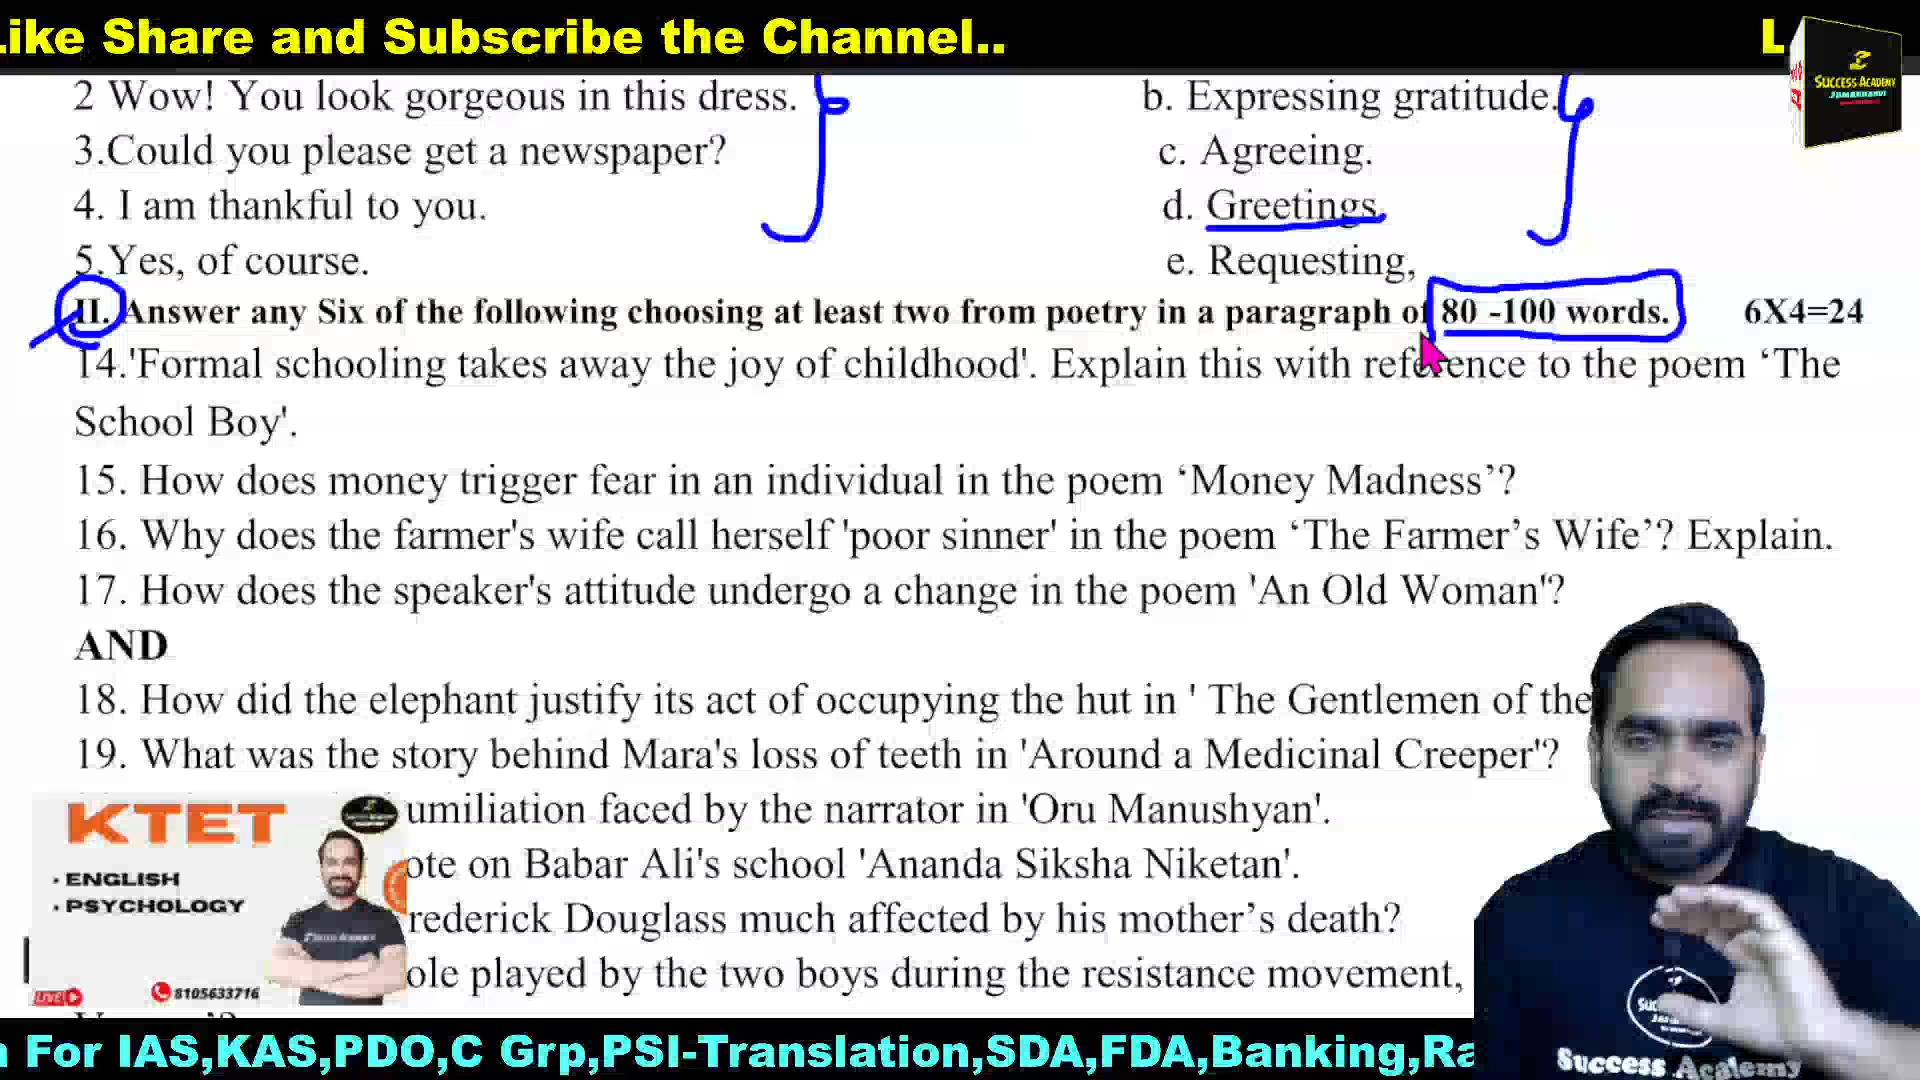 Like Share and Subscribe the Channel.. L
SUCCESS ACADEMY
2 Wow! You look gorgeous in this dress. b. Expressing gratitude.
3.Could you please get a newspaper? c. Agreeing.
4. I am thankful to you. d. Greetings.
5.Yes, of course. e. Requesting,
II. Answer any Six of the following choosing at least two from poetry in a paragraph of 80 -100 words. 6X4=24
14.'Formal schooling takes away the joy of childhood'. Explain this with reference to the poem ‘The
School Boy'.
15. How does money trigger fear in an individual in the poem ‘Money Madness’?
16. Why does the farmer's wife call herself 'poor sinner' in the poem ‘The Farmer’s Wife’? Explain.
17. How does the speaker's attitude undergo a change in the poem 'An Old Woman'?
AND
18. How did the elephant justify its act of occupying the hut in ' The Gentlemen of the
19. What was the story behind Mara's loss of teeth in 'Around a Medicinal Creeper'?
umiliation faced by the narrator in 'Oru Manushyan'.
ote on Babar Ali's school 'Ananda Siksha Niketan'.
rederick Douglass much affected by his mother’s death?
ole played by the two boys during the resistance movement,
KTET
• ENGLISH
• PSYCHOLOGY
LIVE
8105633716
Success Academy
n For IAS,KAS,PDO,C Grp,PSI-Translation,SDA,FDA,Banking,Ra